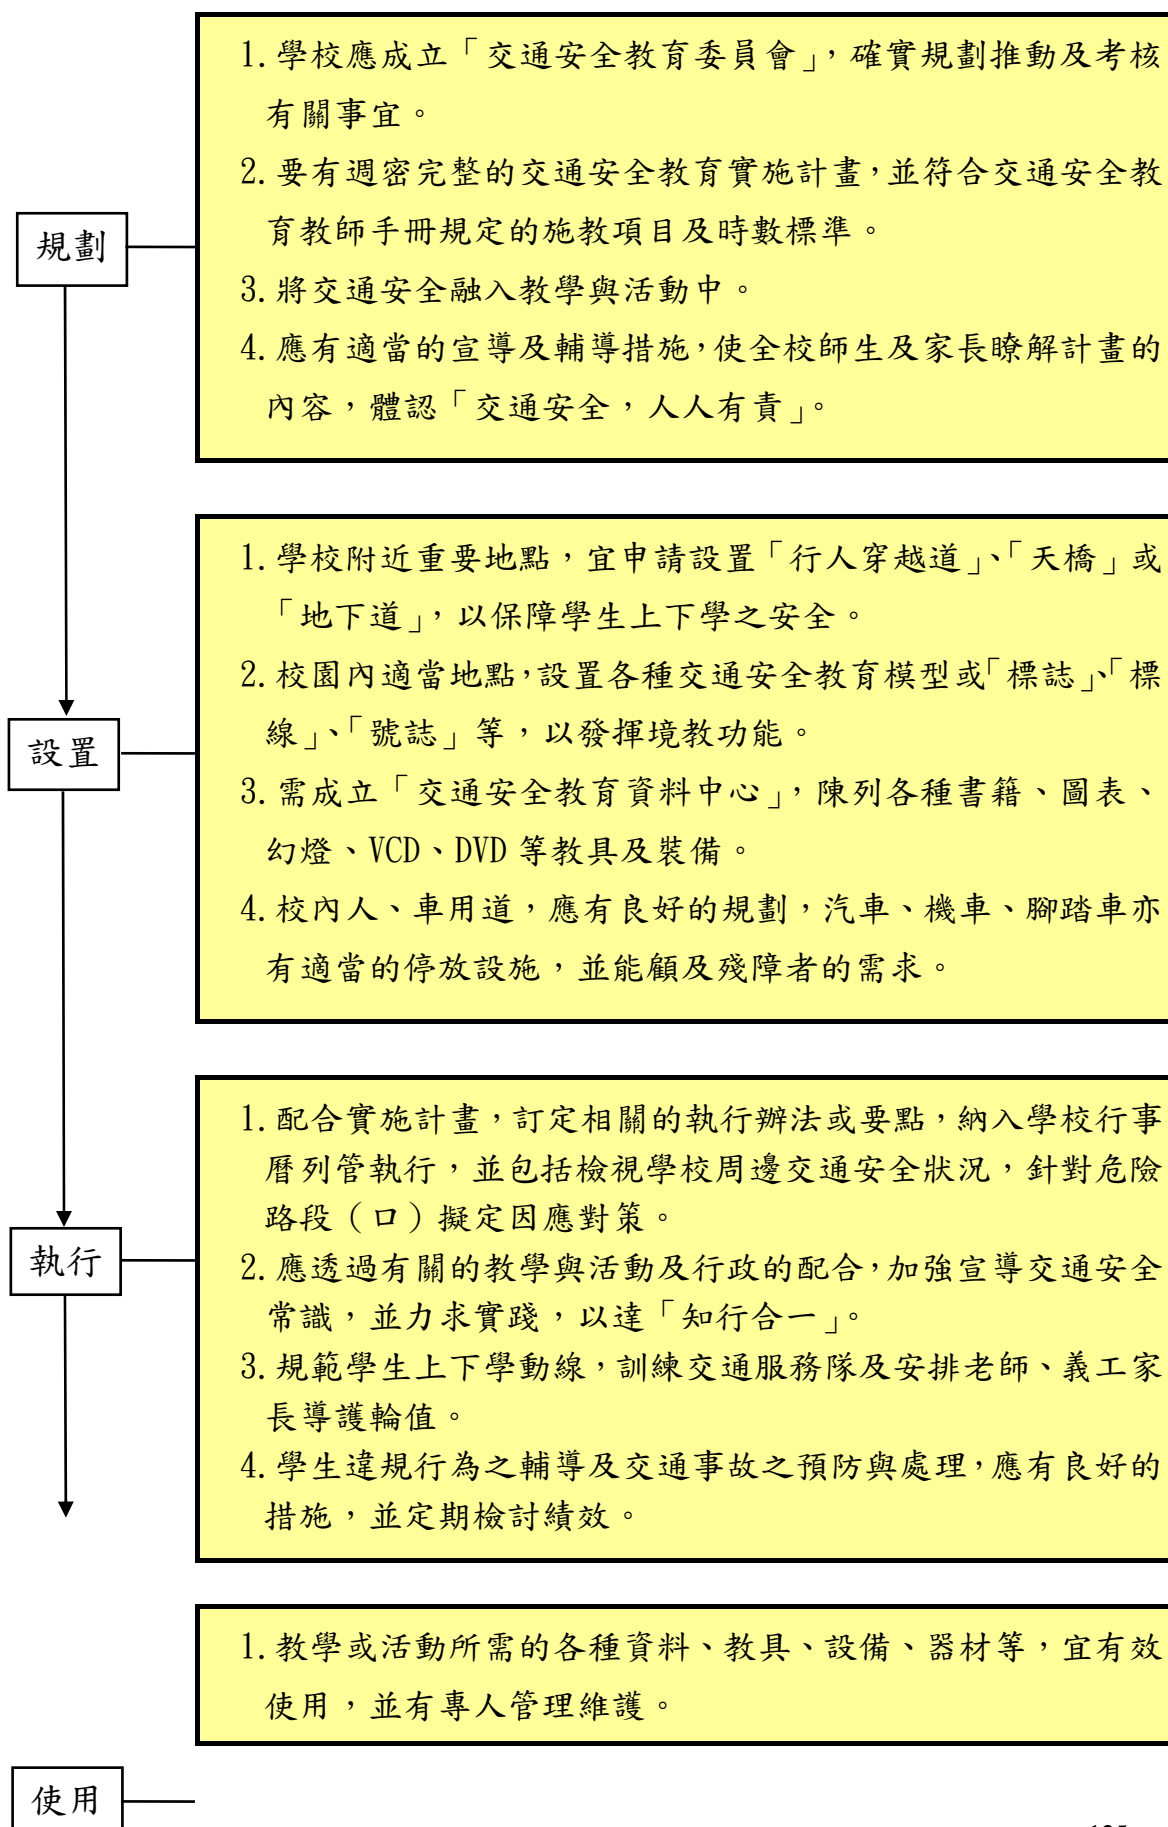 1.學校應成立「交通安全教育委員會」,確實規劃推動及考核
有關事宜。
2.要有週密完整的交通安全教育實施計畫,並符合交通安全教
育教師手冊規定的施教項目及時數標準。
規劃
3.將交通安全融入教學與活動中。
4.應有適當的宣導及輔導措施,使全校師生及家長瞭解計畫的
內容,體認「交通安全,人人有責」。
1.學校附近重要地點,宜申請設置「行人穿越道」、「天橋」或
「地下道」,以保障學生上下學之安全。
2.校園內適當地點,設置各種交通安全教育模型或「標誌」、「標
線」、「號誌」等,以發揮境教功能。
設置
3.需成立「交通安全教育資料中心」,陳列各種書籍、圖表、
幻燈、VCD、DVD 等教具及裝備。
4.校內人、車用道,應有良好的規劃,汽車、機車、腳踏車亦
有適當的停放設施,並能顧及殘障者的需求。
1.配合實施計畫,訂定相關的執行辦法或要點,納入學校行事
曆列管執行,並包括檢視學校周邊交通安全狀況,針對危險
路段(口)擬定因應對策。
執行
2.應透過有關的教學與活動及行政的配合,加強宣導交通安全
常識,並力求實踐,以達「知行合一」。
3.規範學生上下學動線,訓練交通服務隊及安排老師、義工家
長導護輪值。
4.學生違規行為之輔導及交通事故之預防與處理,應有良好的
措施,並定期檢討績效。
1.教學或活動所需的各種資料、教具、設備、器材等,宜有效
使用,並有專人管理維護。
使用